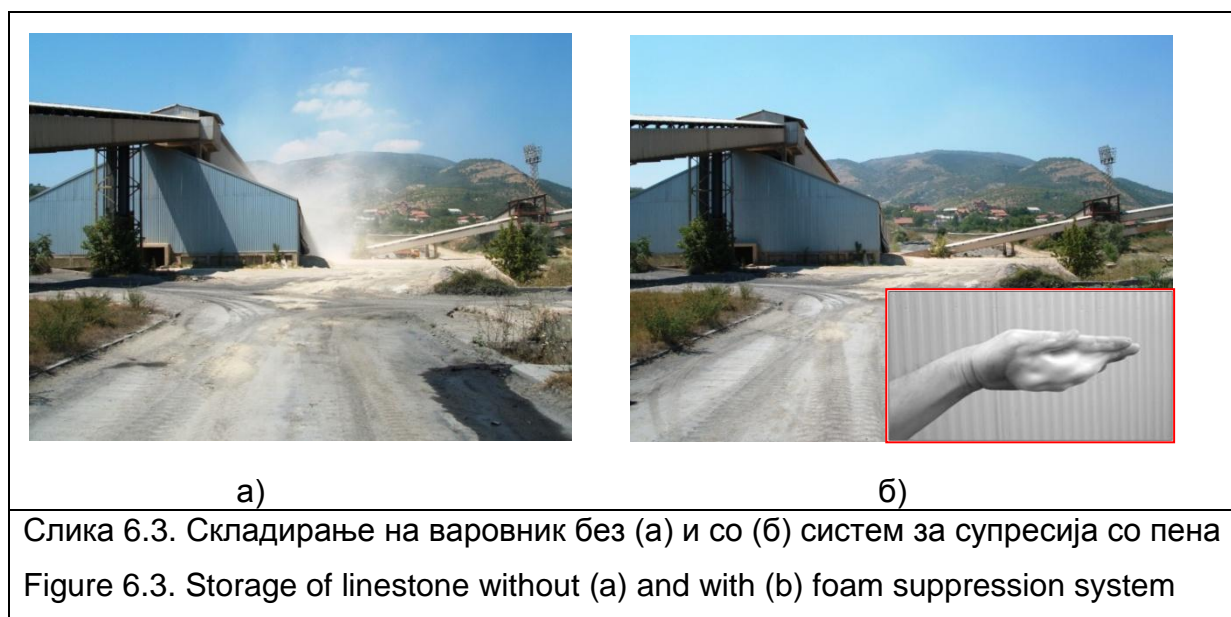 а)
б)
Слика 6.3. Складирање на варовник без (а) и со (б) систем за супресија со пена
Figure 6.3. Storage of linestone without (a) and with (b) foam suppression system